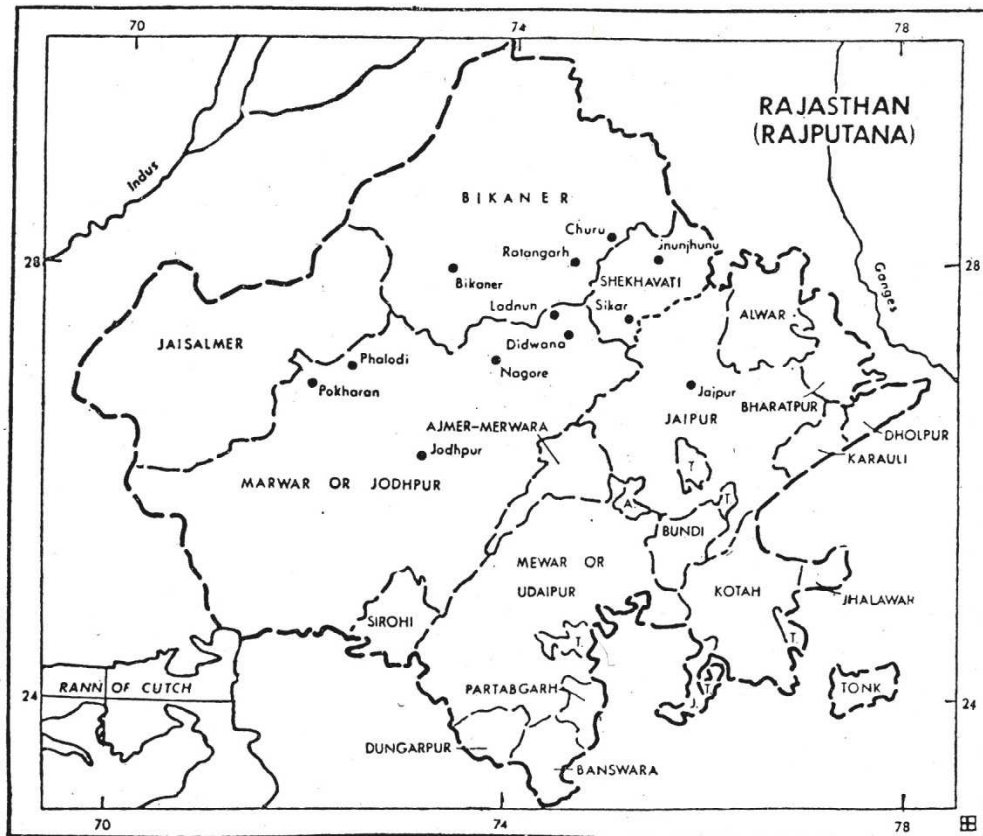 70
74
78
RAJASTHAN
(RAJPUTANA)
Indus
BIKANER
Churu
Ratangarh
Jnunjhunu
28
28
Bikaner
SHEKHAVATI
Ganges
Ladnun
Sikar
ALWAR
JAISALMER
Didwana
Phalodi
Nagore
Pokharan
Jaipur
BHARATPUR
AJMER-MERWARA
JAIPUR
DHOLPUR
Jodhpur
KARAULI
MARWAR OR JODHPUR
T.
A.
T.
BUNDI
MEWAR OR
UDAIPUR
KOTAH
JHALAWAR
SIROHI
T.
T.
RANN OF CUTCH
PARTABGARH
T.
TONK
24
J.
24
DUNGARPUR
BANSWARA
70
74
78